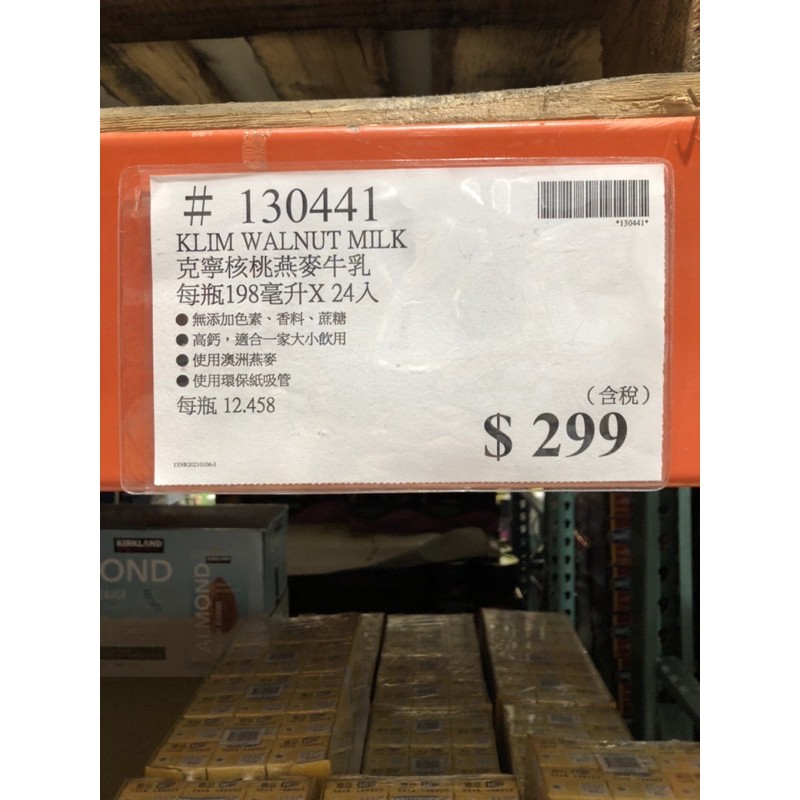 # 130441
*130441*
KLIM WALNUT MILK
克寧核桃燕麥牛乳
每瓶198毫升X 24入
●無添加色素、香料、蔗糖
●高鈣，適合一家大小飲用
●使用澳洲燕麥
●使用環保紙吸管
每瓶 12.458
（含稅）
$ 299
13NR20210106-1
KIRKLAND
OND
ALMOND